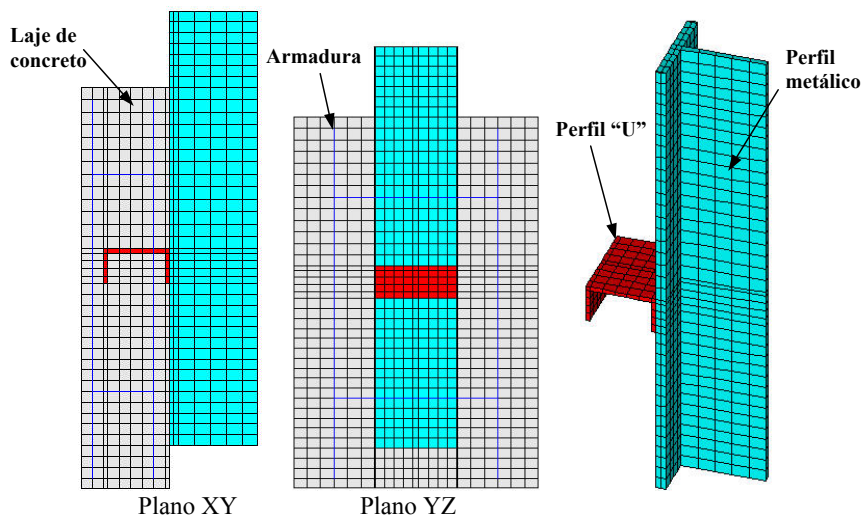 Laje de
concreto
Armadura
Perfil
metálico
Perfil “U”
Plano XY
Plano YZ